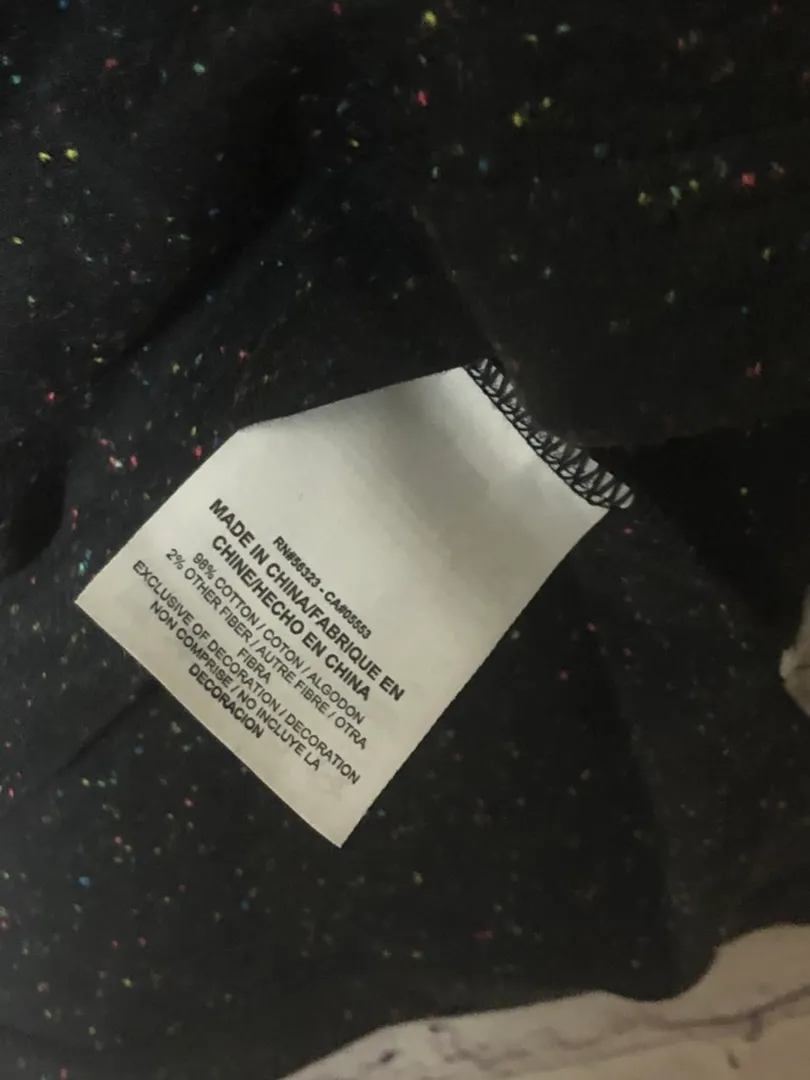 RN#56323 - CA#05553
MADE IN CHINA/FABRIQUE EN
CHINE/HECHO EN CHINA
98% COTTON / COTON / ALGODON
2% OTHER FIBER / AUTRE FIBRE / OTRA
FIBRA
EXCLUSIVE OF DECORATION / DECORATION
NON COMPRISE / NO INCLUYE LA
DECORACION